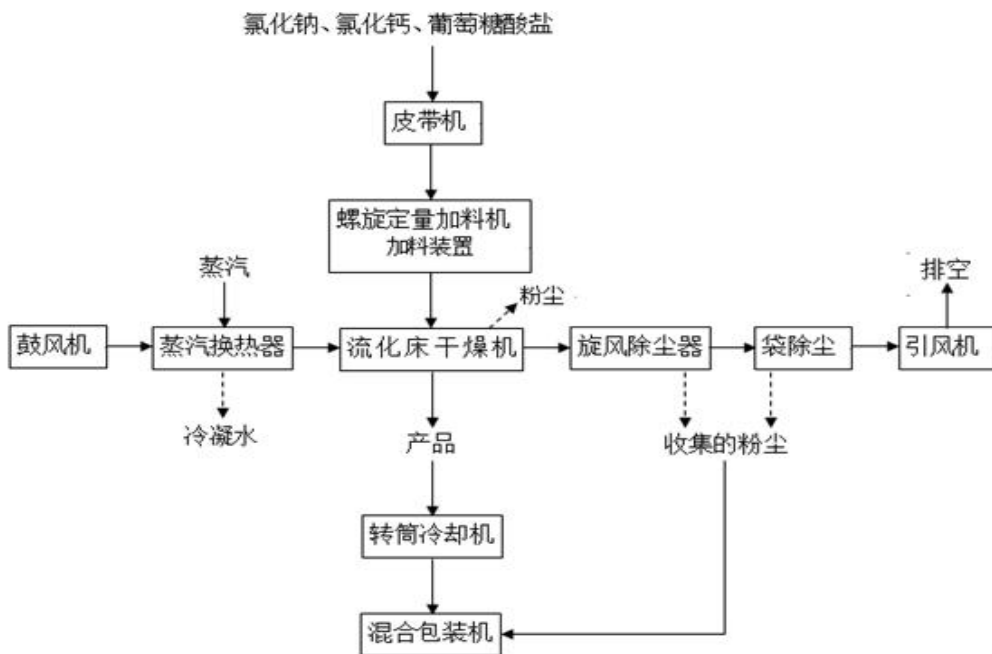 氯化钠、氯化钙、葡萄糖酸盐
皮带机
螺旋定量加料机
加料装置
蒸汽
粉尘
排空
鼓风机
蒸汽换热器
流化床干燥机
旋风除尘器
袋除尘
引风机
冷凝水
产品
收集的粉尘
转筒冷却机
混合包装机